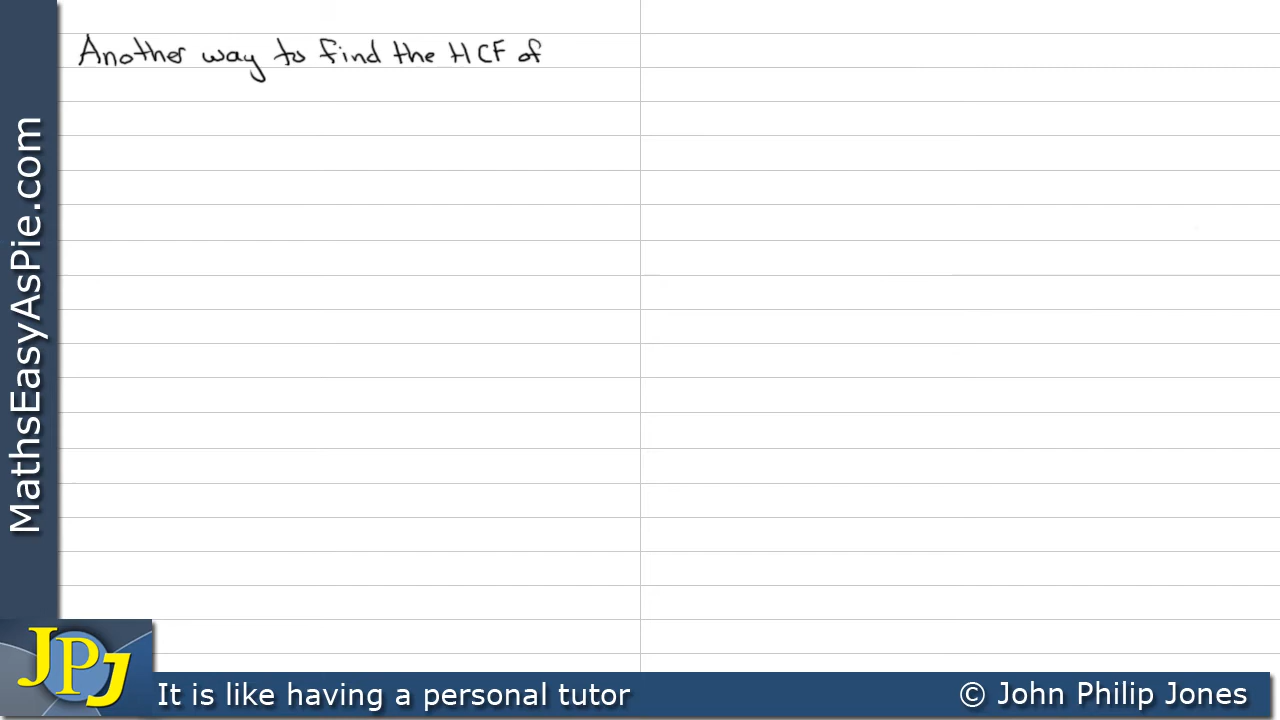 Another way to find the HCF of
MathsEasyAsPie.com
JPJ
It is like having a personal tutor
© John Philip Jones